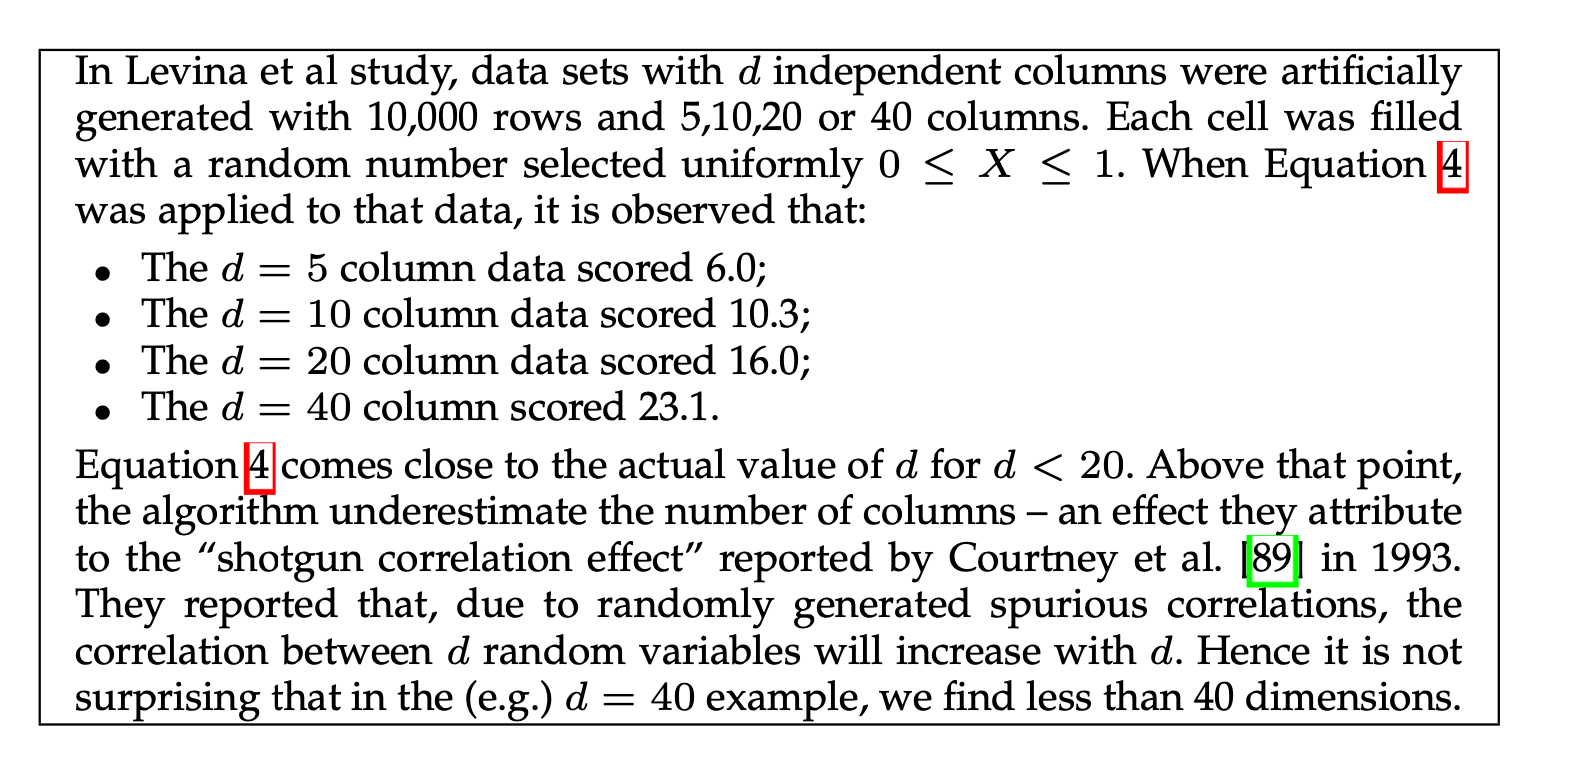 In Levina et al study, data sets with d independent columns were artificially
generated with 10,000 rows and 5,10,20 or 40 columns. Each cell was filled
with a random number selected uniformly 0 ≤ X ≤ 1. When Equation 4
was applied to that data, it is observed that:
• The d = 5 column data scored 6.0;
• The d = 10 column data scored 10.3;
• The d = 20 column data scored 16.0;
• The d = 40 column scored 23.1.
Equation 4 comes close to the actual value of d for d < 20. Above that point,
the algorithm underestimate the number of columns – an effect they attribute
to the “shotgun correlation effect” reported by Courtney et al. [89] in 1993.
They reported that, due to randomly generated spurious correlations, the
correlation between d random variables will increase with d. Hence it is not
surprising that in the (e.g.) d = 40 example, we find less than 40 dimensions.